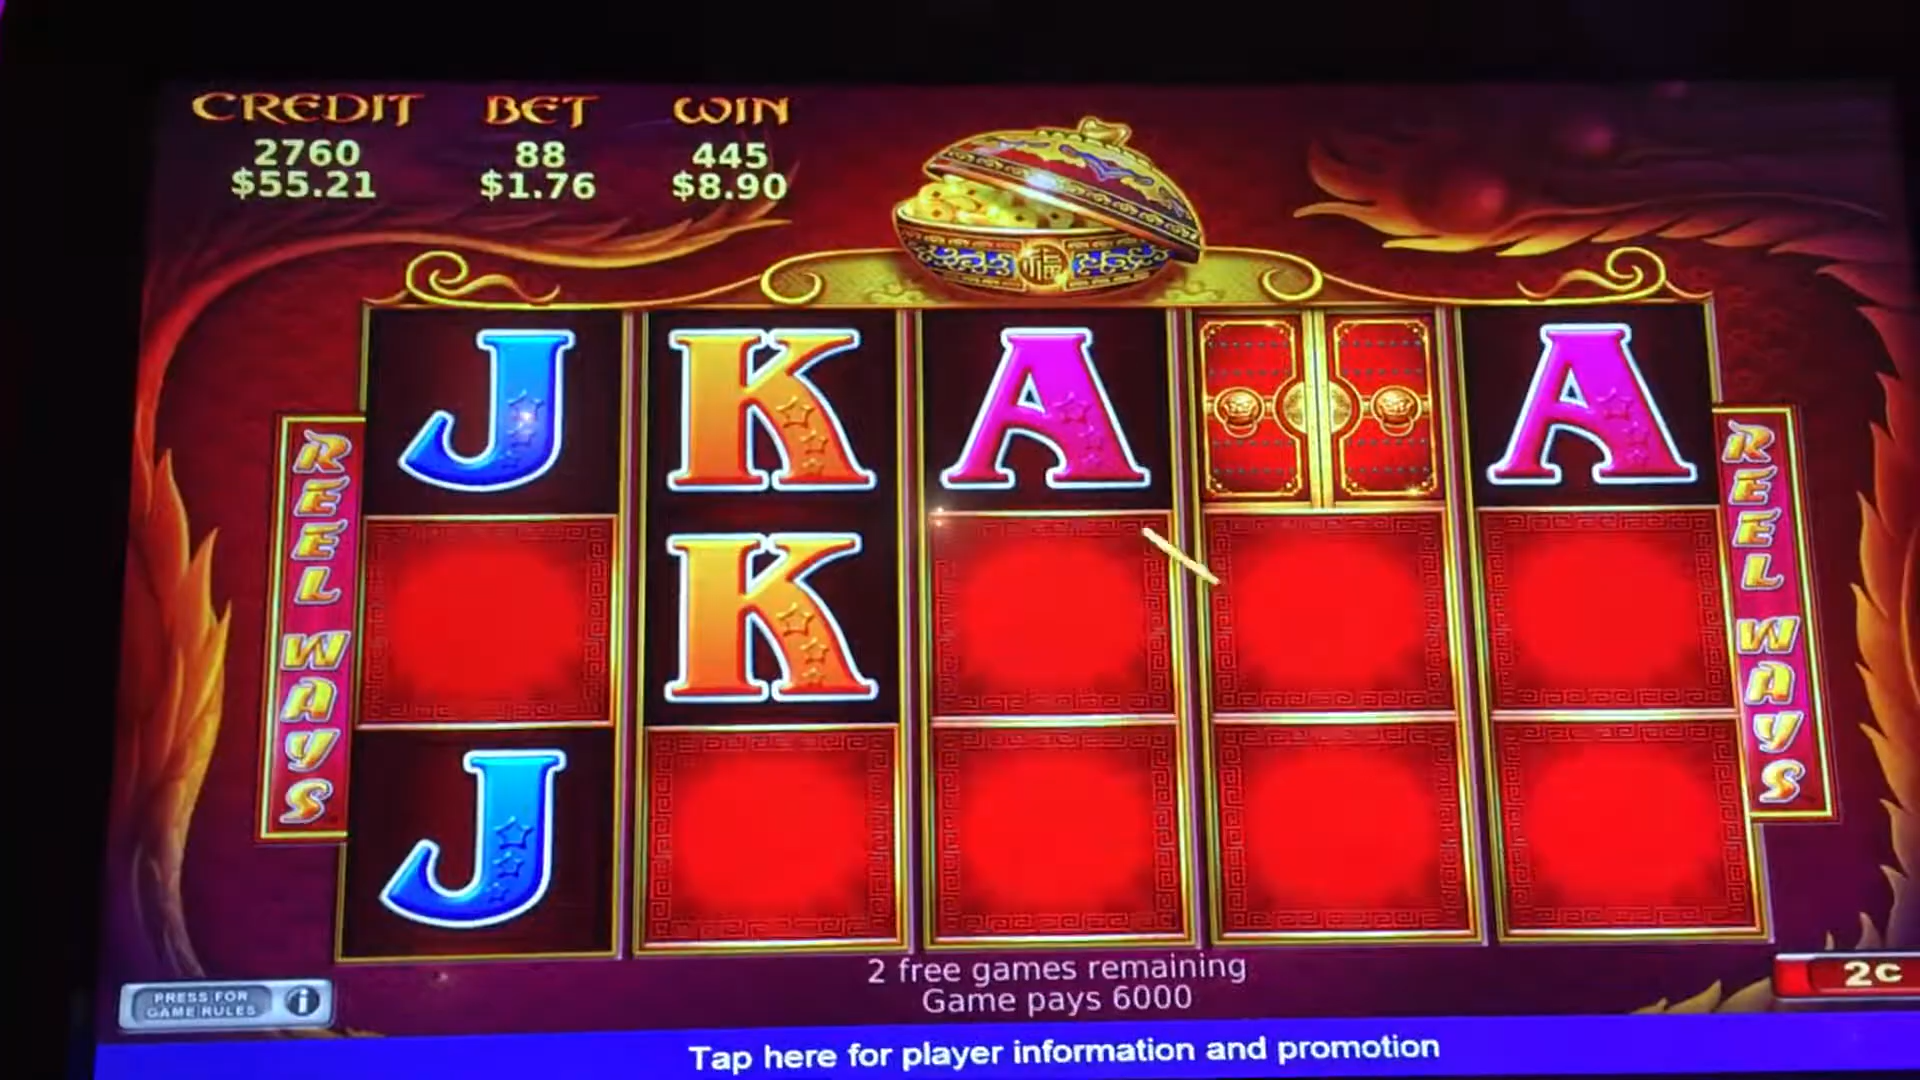 CREDIT BET WIN
2760 88 445
$55.21 $1.76 $8.90
J K A A
REEL WAYS
K
REEL WAYS
J
2 free games remaining
Game pays 6000
PRESS FOR
GAME RULES i
2c
Tap here for player information and promotion